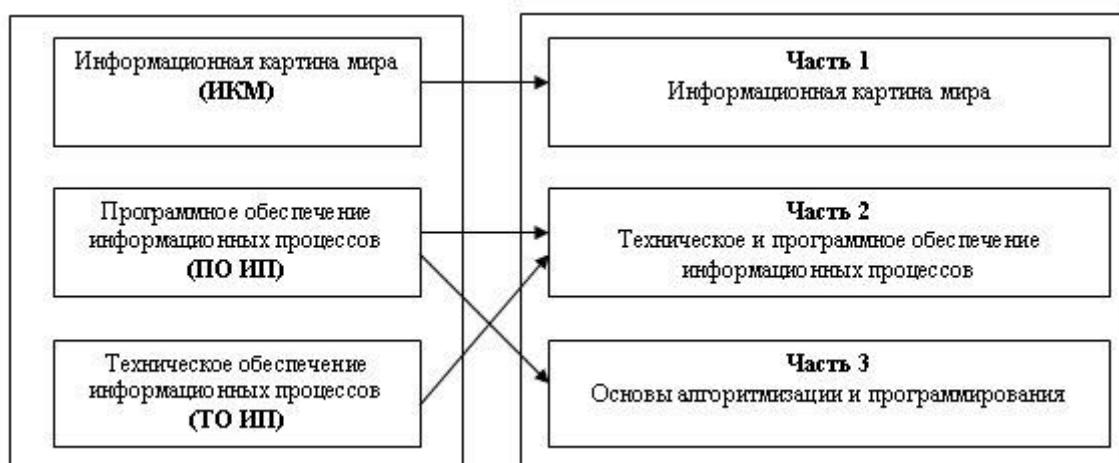 Информационная картина мира
(ИКМ)
Программное обеспечение
информационных процессов
(ПО ИП)
Техническое обеспечение
информационных процессов
(ТО ИП)
Часть 1
Информационная картина мира
Часть 2
Техническое и программное обеспечение
информационных процессов
Часть 3
Основы алгоритмизации и программирования